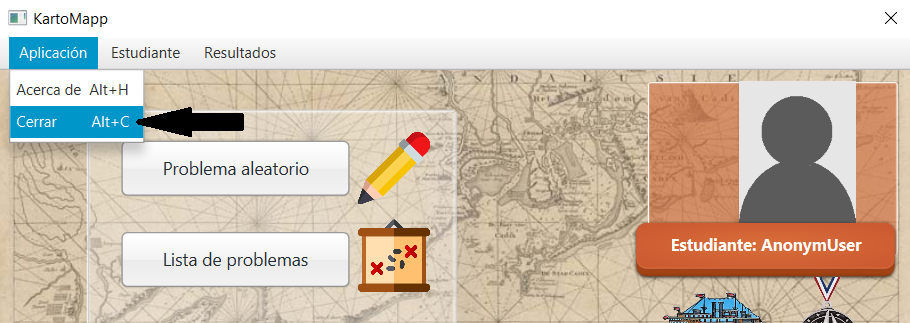 KartoMapp
Aplicación Estudiante Resultados
Acerca de Alt+H
Cerrar Alt+C
Problema aleatorio
Lista de problemas
Estudiante: AnonymUser